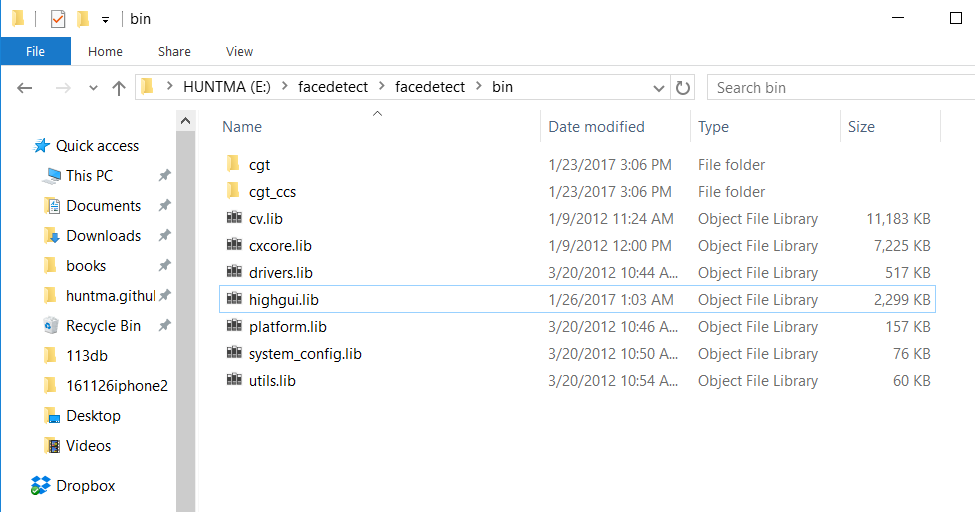 bin
File Home Share View
HUNTMA (E:) facedetect facedetect bin Search bin
Name Date modified Type Size
Quick access
This PC
Documents
Downloads
books
huntma.githul
Recycle Bin
113db
161126iphone2
Desktop
Videos
Dropbox
cgt 1/23/2017 3:06 PM File folder
cgt_ccs 1/23/2017 3:06 PM File folder
cv.lib 1/9/2012 11:24 AM Object File Library 11,183 KB
cxcore.lib 1/9/2012 12:00 PM Object File Library 7,225 KB
drivers.lib 3/20/2012 10:44 A... Object File Library 517 KB
highgui.lib 1/26/2017 1:03 AM Object File Library 2,299 KB
platform.lib 3/20/2012 10:46 A... Object File Library 157 KB
system_config.lib 3/20/2012 10:50 A... Object File Library 76 KB
utils.lib 3/20/2012 10:54 A... Object File Library 60 KB